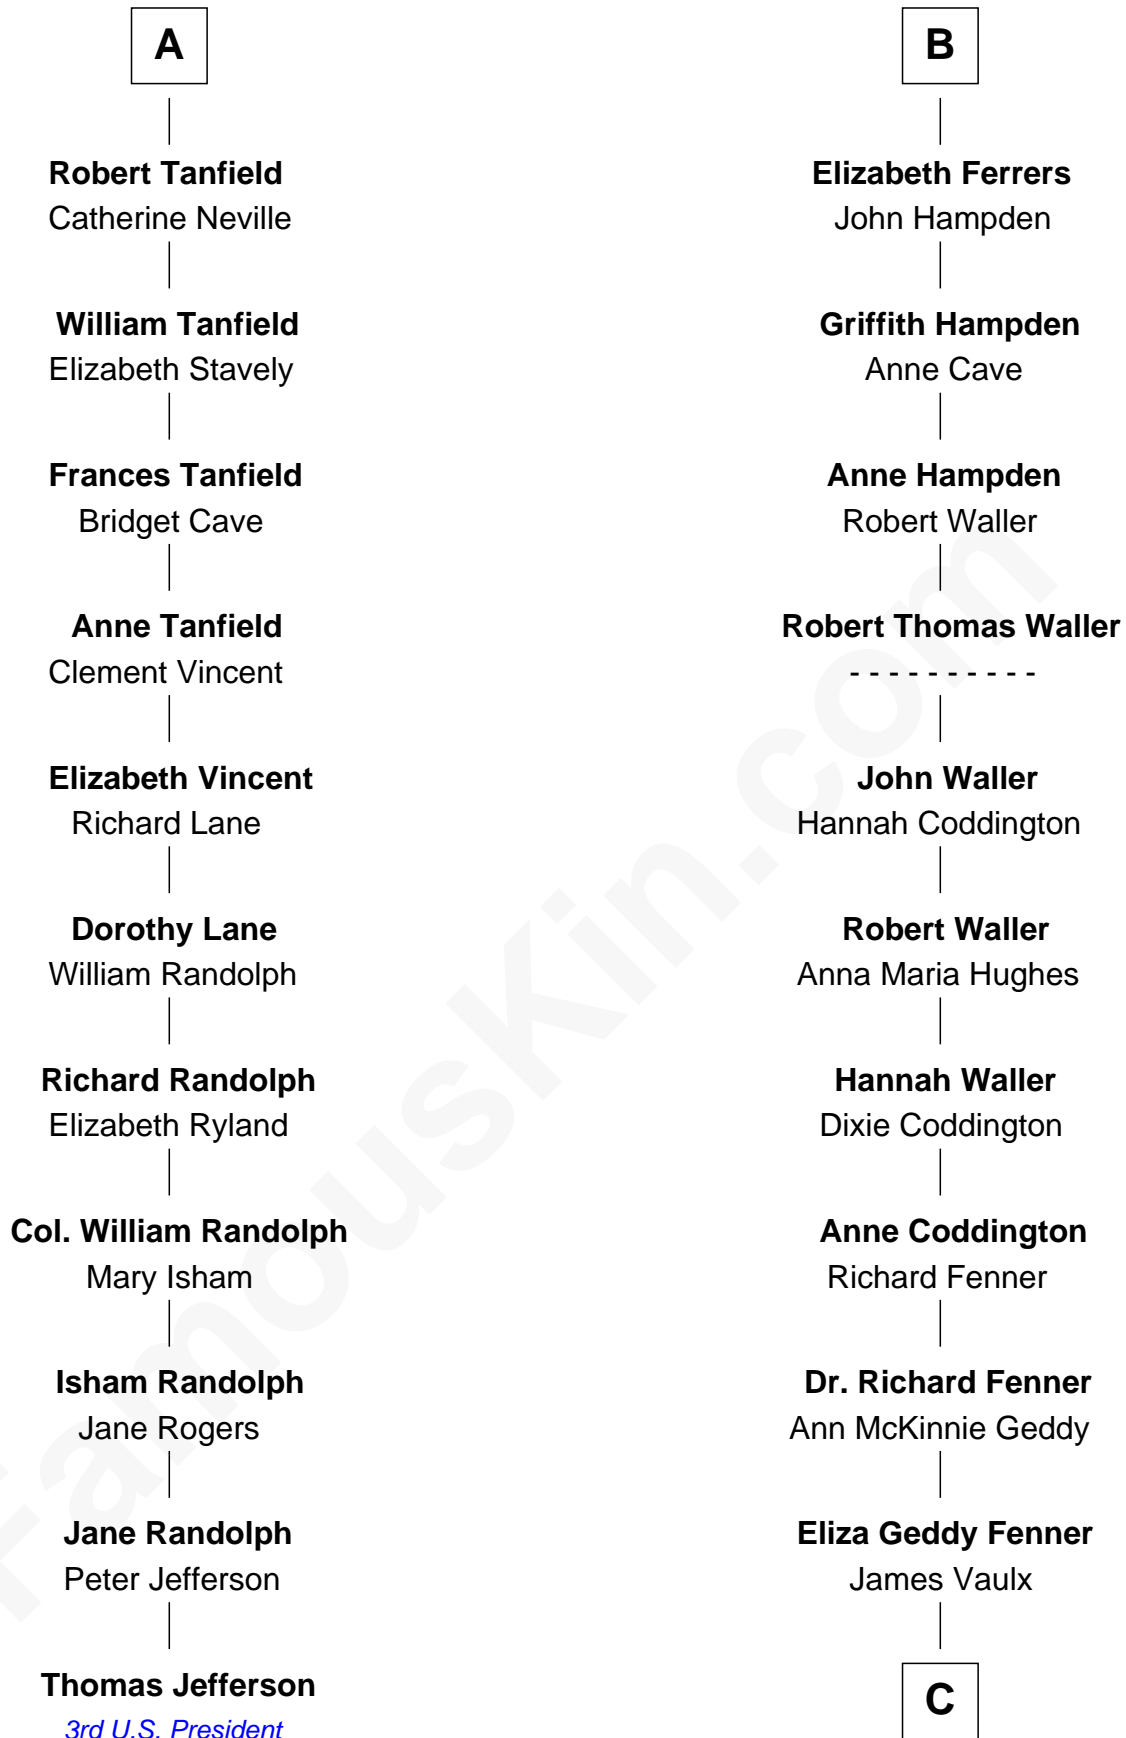 A
Robert Tanfield
Catherine Neville
William Tanfield
Elizabeth Stavely
Frances Tanfield
Bridget Cave
Anne Tanfield
Clement Vincent
Elizabeth Vincent
Richard Lane
Dorothy Lane
William Randolph
Richard Randolph
Elizabeth Ryland
Col. William Randolph
Mary Isham
Isham Randolph
Jane Rogers
Jane Randolph
Peter Jefferson
Thomas Jefferson
3rd U.S. President
B
Elizabeth Ferrers
John Hampden
Griffith Hampden
Anne Cave
Anne Hampden
Robert Waller
Robert Thomas Waller
- - - - - - - - - -
John Waller
Hannah Coddington
Robert Waller
Anna Maria Hughes
Hannah Waller
Dixie Coddington
Anne Coddington
Richard Fenner
Dr. Richard Fenner
Ann McKinnie Geddy
Eliza Geddy Fenner
James Vaulx
C
FamousKin.com